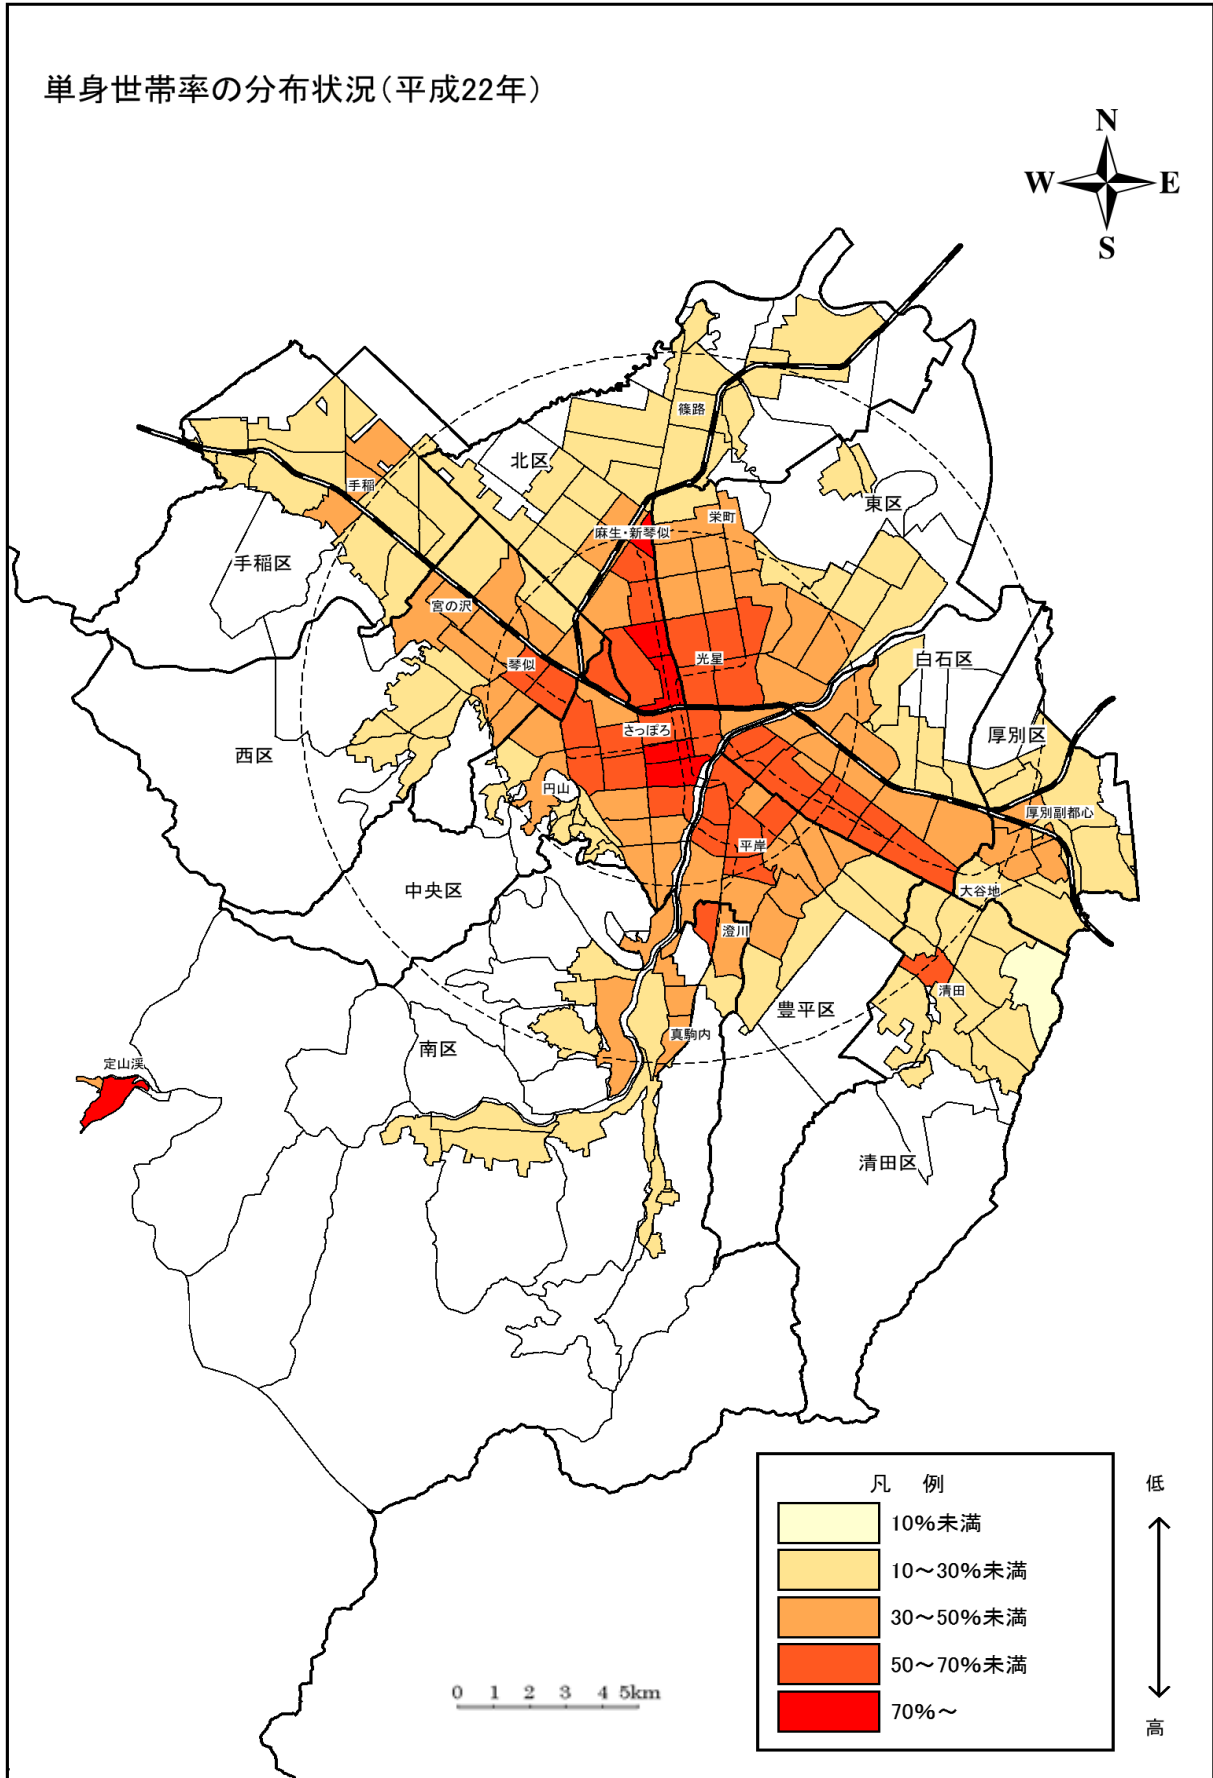 単身世帯率の分布状況(平成22年)
N
W
E
S
篠路
北区
手稲
東区
栄町
麻生・新琴似
手稲区
宮の沢
琴似
光星
白石区
さっぽろ
厚別区
西区
円山
厚別副都心
平岸
中央区
大谷地
澄川
清田
豊平区
真駒内
南区
定山渓
清田区
凡 例
10%未満
10～30%未満
30～50%未満
50～70%未満
70%～
低
高
0 1 2 3 4 5km